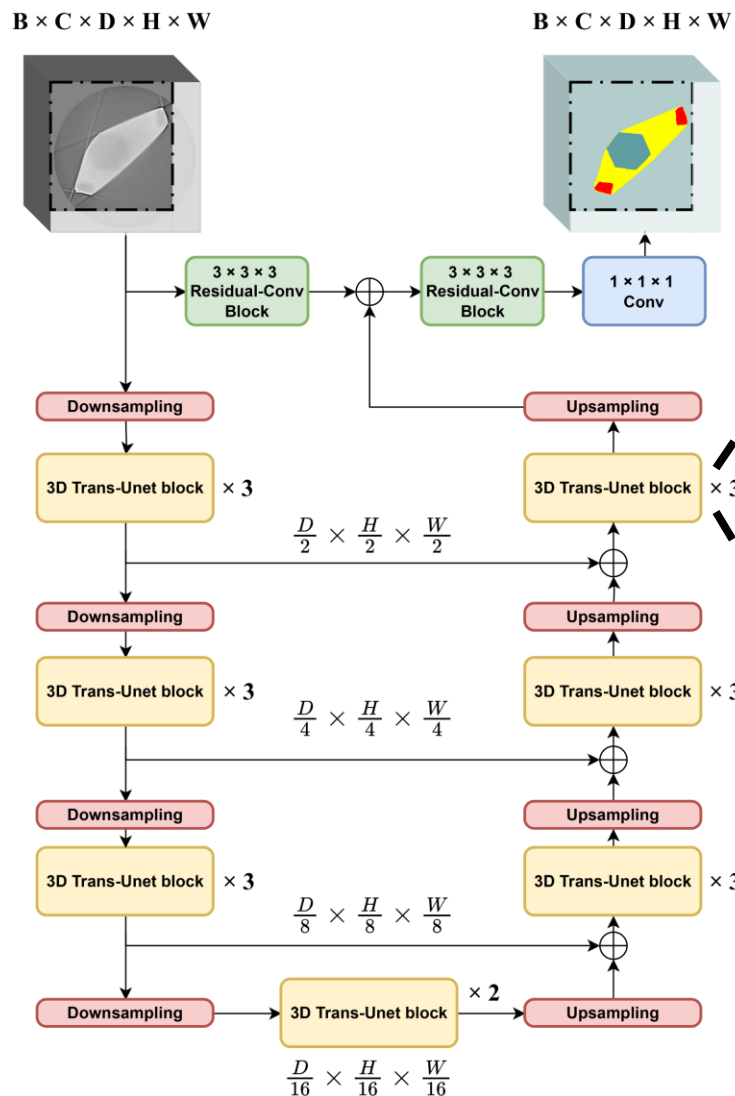 B × C × D × H × W
B × C × D × H × W
3 × 3 × 3
Residual-Conv
Block
3 × 3 × 3
Residual-Conv
Block
1 × 1 × 1
Conv
Downsampling
Upsampling
3D Trans-Unet block × 3
3D Trans-Unet block × 3
D/2 × H/2 × W/2
Downsampling
Upsampling
3D Trans-Unet block × 3
3D Trans-Unet block × 3
D/4 × H/4 × W/4
Downsampling
Upsampling
3D Trans-Unet block × 3
3D Trans-Unet block × 3
D/8 × H/8 × W/8
Downsampling
3D Trans-Unet block × 2
Upsampling
D/16 × H/16 × W/16